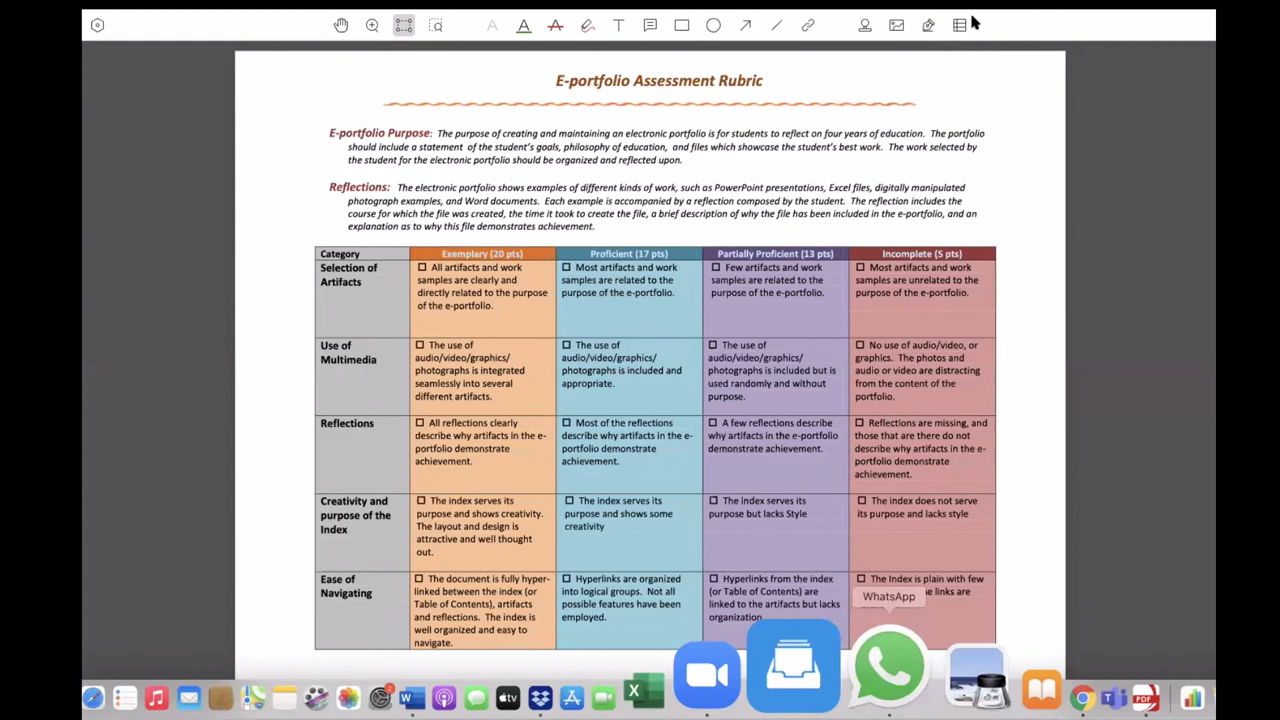 E-portfolio Assessment Rubric
E-portfolio Purpose: The purpose of creating and maintaining an electronic portfolio is for students to reflect on four years of education. The portfolio
should include a statement of the student's goals, philosophy of education, and files which showcase the student's best work. The work selected by
the student for the electronic portfolio should be organized and reflected upon.
Reflections: The electronic portfolio shows examples of different kinds of work, such as PowerPoint presentations, Excel files, digitally manipulated
photograph examples, and Word documents. Each example is accompanied by a reflection composed by the student. The reflection includes the
course for which the file was created, the time it took to create the file, a brief description of why the file has been included in the e-portfolio, and an
explanation as to why this file demonstrates achievement.
Category
Exemplary (20 pts)
Proficient (17 pts)
Partially Proficient (13 pts)
Incomplete (5 pts)
Selection of
Artifacts
☐ All artifacts and work
samples are clearly and
directly related to the purpose
of the e-portfolio.
☐ Most artifacts and work
samples are related to the
purpose of the e-portfolio.
☐ Few artifacts and work
samples are related to the
purpose of the e-portfolio.
☐ Most artifacts and work
samples are unrelated to the
purpose of the e-portfolio.
Use of
Multimedia
☐ The use of
audio/video/graphics/
photographs is integrated
seamlessly into several
different artifacts.
☐ The use of
audio/video/graphics/
photographs is included and
appropriate.
☐ The use of
audio/video/graphics/
photographs is included but is
used randomly and without
purpose.
☐ No use of audio/video, or
graphics. The photos and
audio or video are distracting
from the content of the
portfolio.
Reflections
☐ All reflections clearly
describe why artifacts in the e-
portfolio demonstrate
achievement.
☐ Most of the reflections
describe why artifacts in the e-
portfolio demonstrate
achievement.
☐ A few reflections describe
why artifacts in the e-portfolio
demonstrate achievement.
☐ Reflections are missing, and
those that are there do not
describe why artifacts in the e-
portfolio demonstrate
achievement.
Creativity and
purpose of the
Index
☐ The index serves its
purpose and shows creativity.
The layout and design is
attractive and well thought
out.
☐ The index serves its
purpose and shows some
creativity
☐ The index serves its
purpose but lacks Style
☐ The index does not serve
its purpose and lacks style
Ease of
Navigating
☐ The document is fully hyper-
linked between the index (or
Table of Contents), artifacts
and reflections. The index is
well organized and easy to
navigate.
☐ Hyperlinks are organized
into logical groups. Not all
possible features have been
employed.
☐ Hyperlinks from the index
(or Table of Contents) are
linked to the artifacts but lacks
organization
☐ The Index is plain with few
links are
WhatsApp
tv
PDF